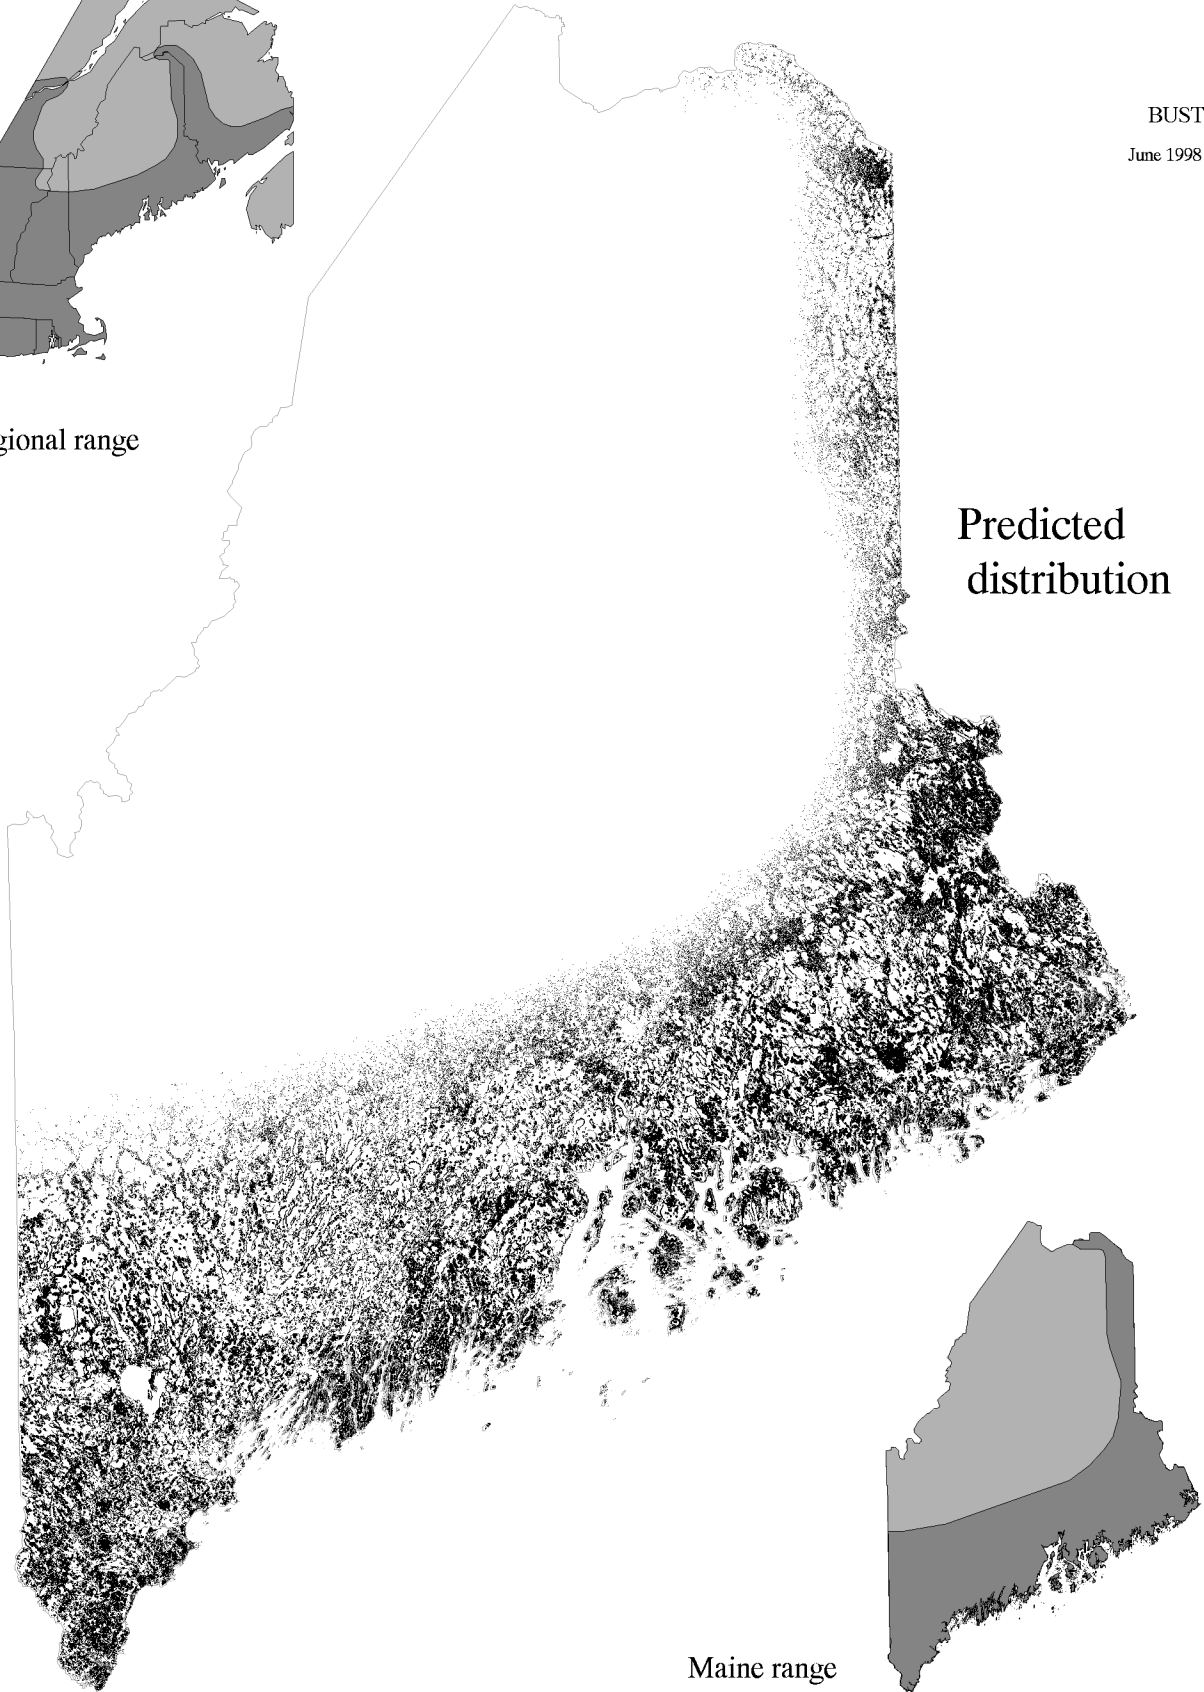 BUST
June 1998
gional range
Predicted
distribution
Maine range